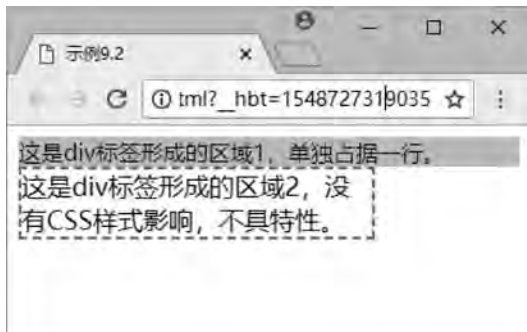 示例9.2
tml?__hbt=1548727319035
这是div标签形成的区域1，单独占据一行。
这是div标签形成的区域2，没
有CSS样式影响，不具特性。